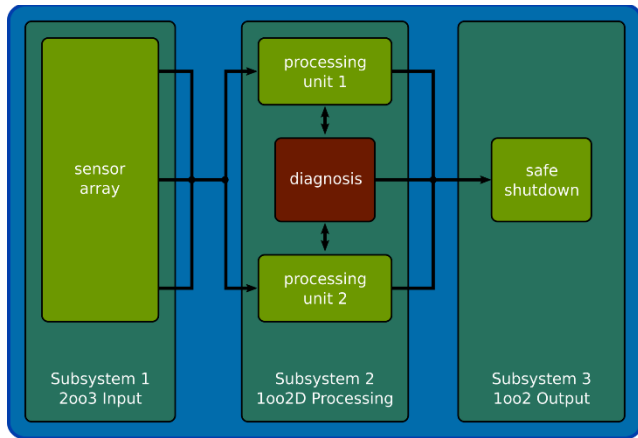 sensor
array
Subsystem 1
2oo3 Input
processing
unit 1
diagnosis
processing
unit 2
Subsystem 2
1oo2D Processing
safe
shutdown
Subsystem 3
1oo2 Output